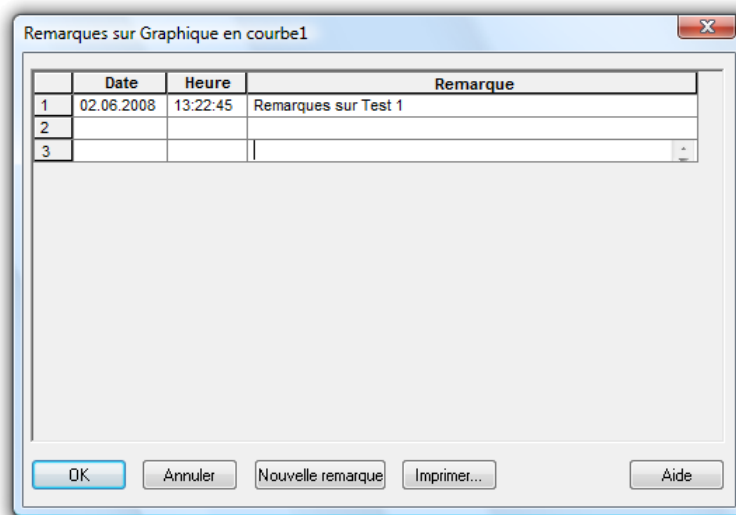 Remarques sur Graphique en courbe1
Date Heure Remarque
1 02.06.2008 13:22:45 Remarques sur Test 1
2
3
OK Annuler Nouvelle remarque Imprimer... Aide